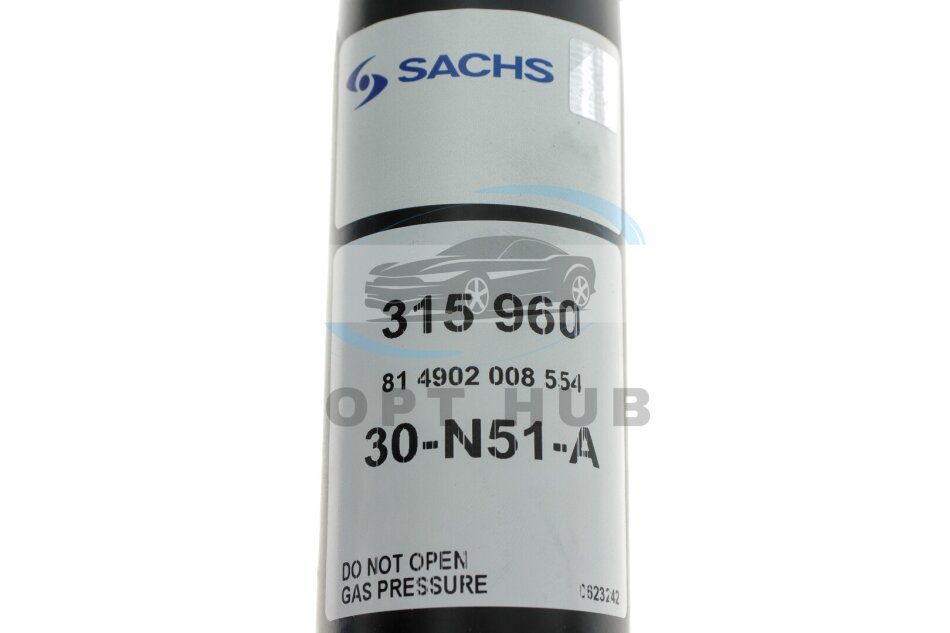 SACHS
315 960
81 4902 008 554
OPT HUB
30-N51-A
DO NOT OPEN
GAS PRESSURE
C623242